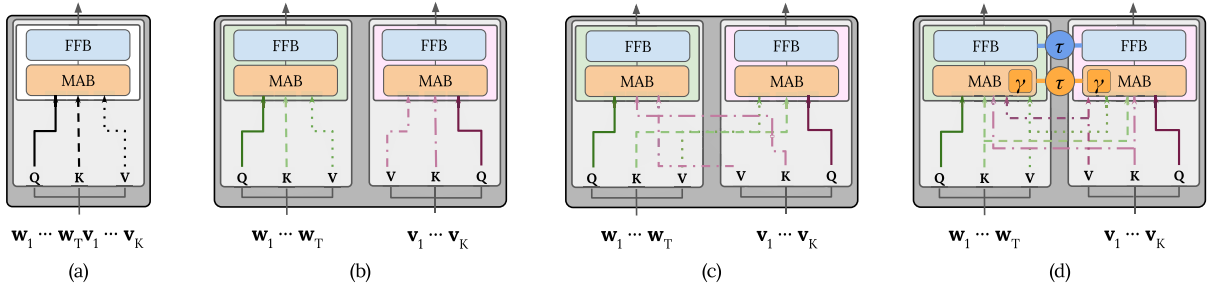 FFB
MAB
Q K V
w1 ··· wT v1 ··· vK
(a)
FFB FFB
MAB MAB
Q K V V K Q
w1 ··· wT v1 ··· vK
(b)
FFB FFB
MAB MAB
Q K V V K Q
w1 ··· wT v1 ··· vK
(c)
FFB τ FFB
MAB γ τ γ MAB
Q K V V K Q
w1 ··· wT v1 ··· vK
(d)